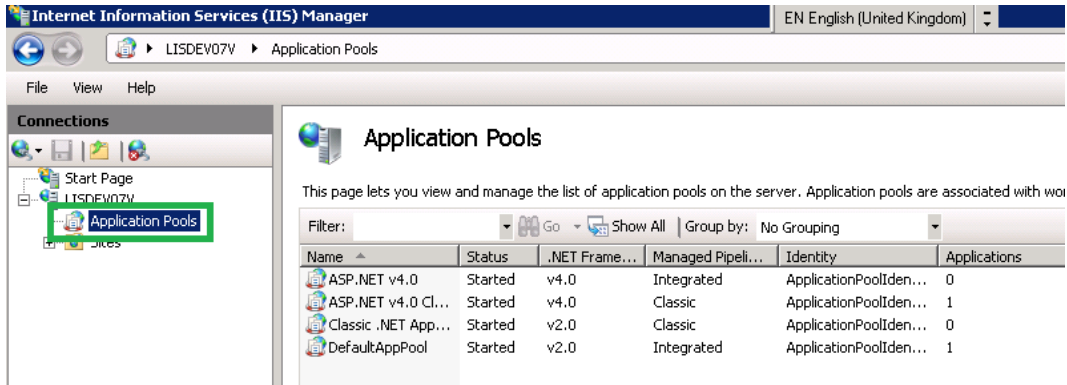 Internet Information Services (IIS) Manager
EN English (United Kingdom)
LISDEV07V Application Pools
File View Help
Connections
Start Page
LISDEV07V
Application Pools
Sites
Application Pools
This page lets you view and manage the list of application pools on the server. Application pools are associated with wor
Filter: Go Show All Group by: No Grouping
Name Status .NET Frame... Managed Pipeli... Identity Applications
ASP.NET v4.0 Started v4.0 Integrated ApplicationPoolIden... 0
ASP.NET v4.0 Cl... Started v4.0 Classic ApplicationPoolIden... 1
Classic .NET App... Started v2.0 Classic ApplicationPoolIden... 0
DefaultAppPool Started v2.0 Integrated ApplicationPoolIden... 1